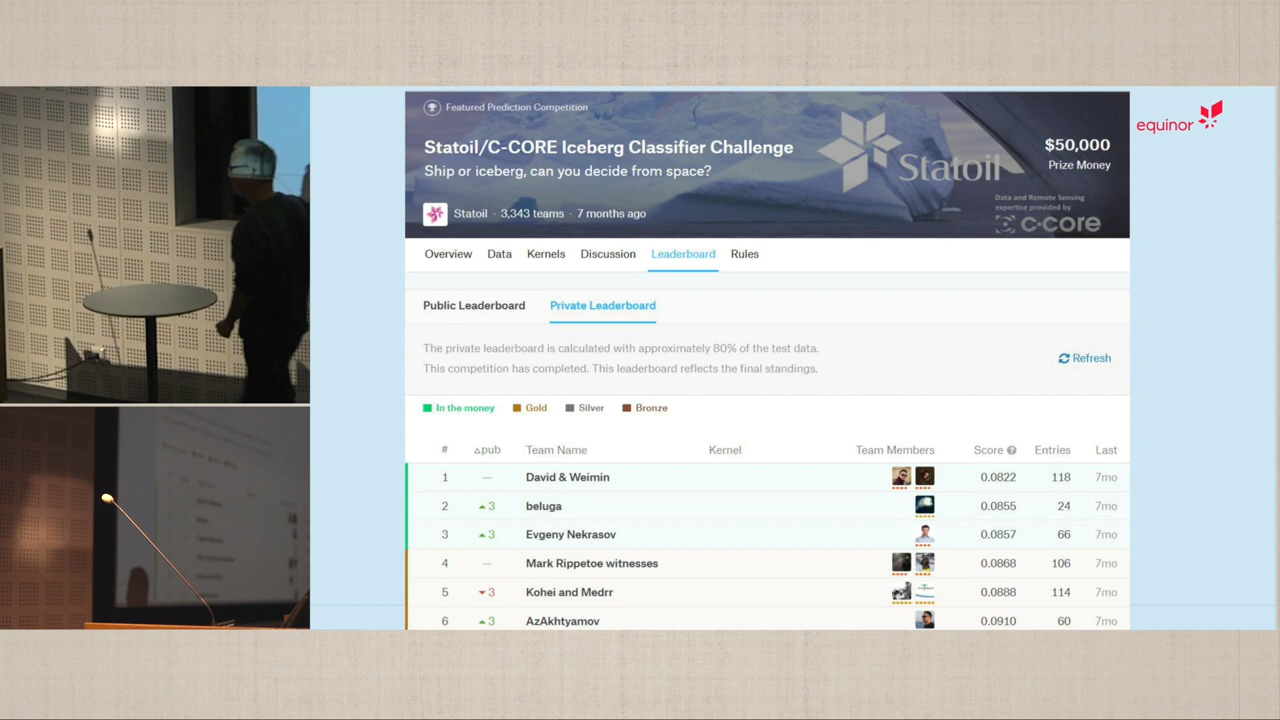 Featured Prediction Competition
Statoil/C-CORE Iceberg Classifier Challenge
Ship or iceberg, can you decide from space?
Statoil · 3,343 teams · 7 months ago
$50,000
Prize Money
Statoil
Data and Remote Sensing
expertise provided by
c-core
equinor
Overview Data Kernels Discussion Leaderboard Rules
Public Leaderboard Private Leaderboard
The private leaderboard is calculated with approximately 80% of the test data.
This competition has completed. This leaderboard reflects the final standings.
Refresh
In the money Gold Silver Bronze
# △pub Team Name Kernel Team Members Score Entries Last
1 — David & Weimin 0.0822 118 7mo
2 ▲3 beluga 0.0855 24 7mo
3 ▲3 Evgeny Nekrasov 0.0857 66 7mo
4 — Mark Rippetoe witnesses 0.0868 106 7mo
5 ▼3 Kohei and Medrr 0.0888 114 7mo
6 ▲3 AzAkhtyamov 0.0910 60 7mo